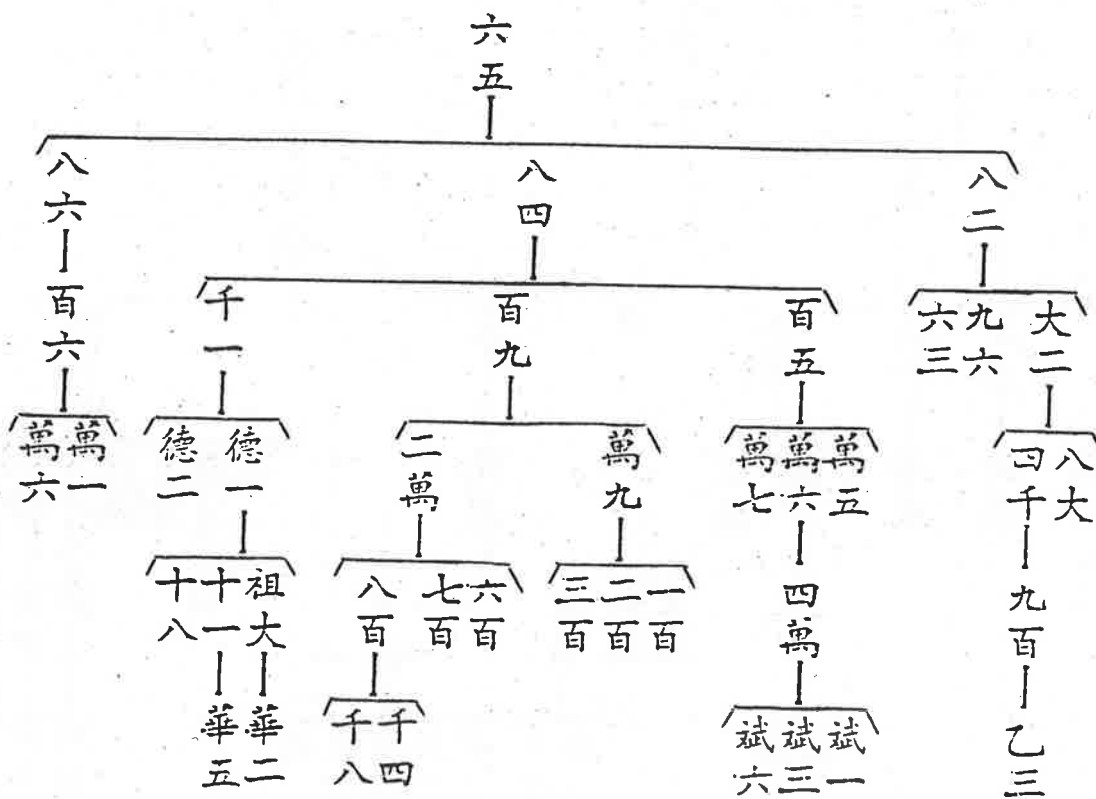 六五
八二
八四
八六
大二
九六
六三
百五
百九
千一
百六
八大
四千
萬五
萬六
萬七
萬九
二萬
德一
德二
萬一
萬六
九百
四萬
一百
二百
三百
六百
七百
八百
祖大
十一
十八
乙三
斌一
斌三
斌六
千四
千八
華二
華五